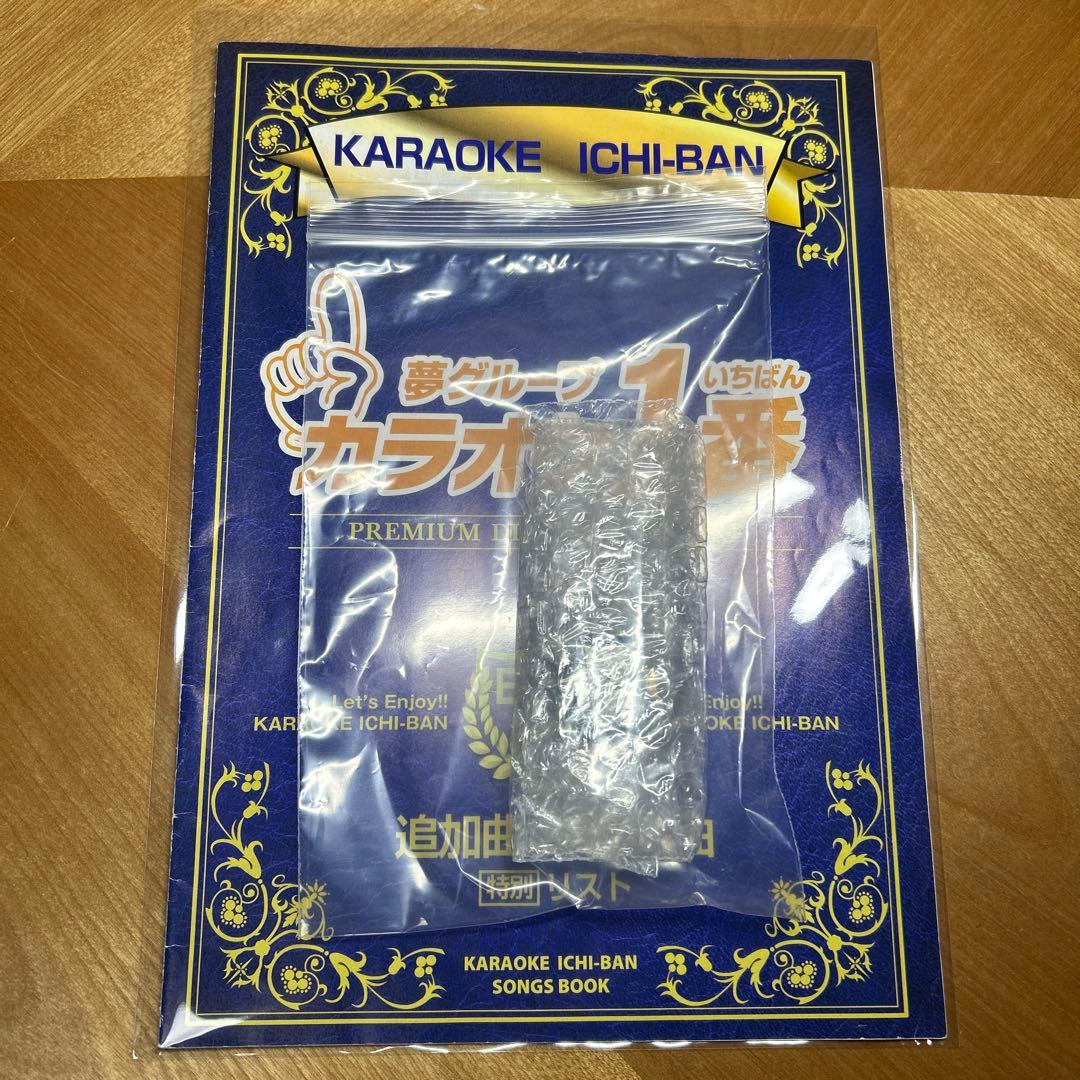 KARAOKE ICHI-BAN
夢グループ
カラオ
1
いちばん
番
PREMIUM
Let's Enjoy!!
KARAOKE ICHI-BAN
Enjoy!!
OKE ICHI-BAN
追加曲
特別 リスト
KARAOKE ICHI-BAN
SONGS BOOK